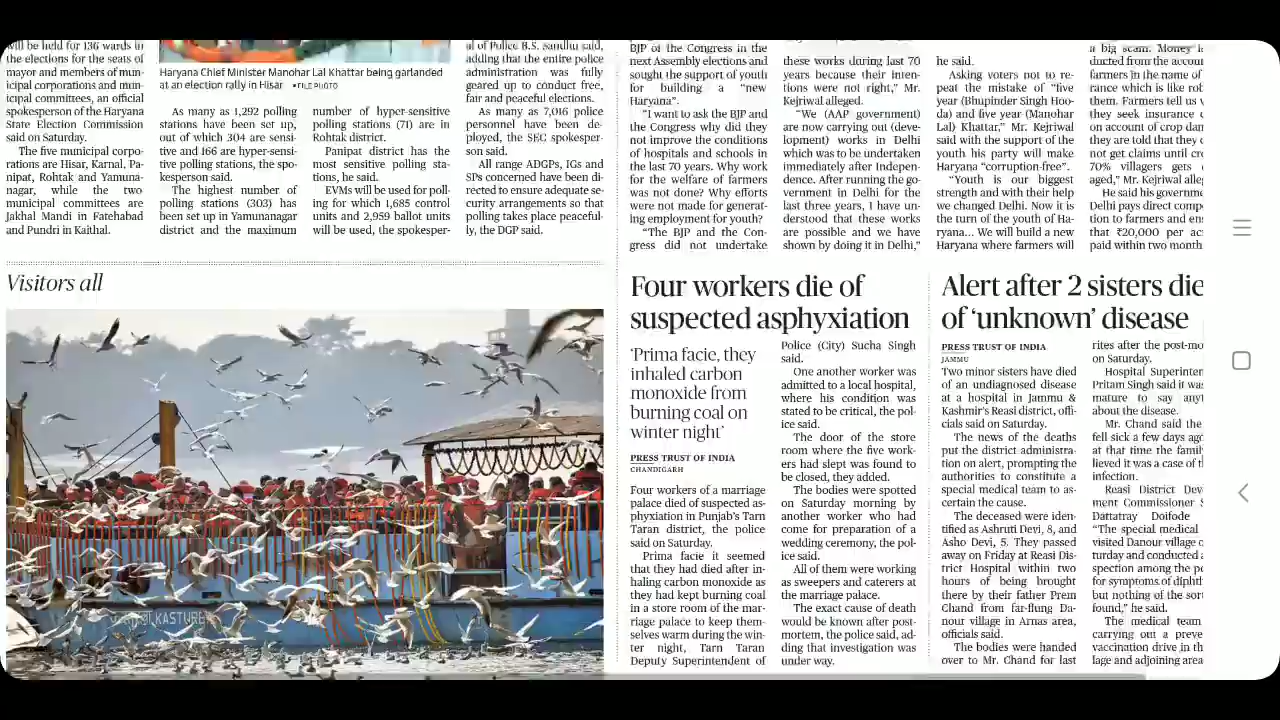 will be held for 136 wards in
the elections for the seats of
mayor and members of mun-
icipal corporations and mun-
icipal committees, an official
spokesperson of the Haryana
State Election Commission
said on Saturday.
The five municipal corpo-
rations are Hisar, Karnal, Pa-
nipat, Rohtak and Yamuna-
nagar, while the two
municipal committees are
Jakhal Mandi in Fatehabad
and Pundri in Kaithal.
Haryana Chief Minister Manohar Lal Khattar being garlanded
at an election rally in Hisar •FILE PHOTO
As many as 1,292 polling
stations have been set up,
out of which 304 are sensi-
tive and 166 are hyper-sensi-
tive polling stations, the spo-
kesperson said.
The highest number of
polling stations (303) has
been set up in Yamunanagar
district and the maximum
number of hyper-sensitive
polling stations (71) are in
Rohtak district.
Panipat district has the
most sensitive polling sta-
tions, he said.
EVMs will be used for poll-
ing for which 1,685 control
units and 2,959 ballot units
will be used, the spokesper-
al of Police B.S. Sandhu said,
adding that the entire police
administration was fully
geared up to conduct free,
fair and peaceful elections.
As many as 7,016 police
personnel have been de-
ployed, the SEC spokesper-
son said.
All range ADGPs, IGs and
SPs concerned have been di-
rected to ensure adequate se-
curity arrangements so that
polling takes place peaceful-
ly, the DGP said.
BJP or the Congress in the
next Assembly elections and
sought the support of youth
for building a “new
Haryana”.
“I want to ask the BJP and
the Congress why did they
not improve the conditions
of hospitals and schools in
the last 70 years. Why work
for the welfare of farmers
was not done? Why efforts
were not made for generat-
ing employment for youth?
“The BJP and the Con-
gress did not undertake
these works during last 70
years because their inten-
tions were not right,” Mr.
Kejriwal alleged.
“We (AAP government)
are now carrying out (deve-
lopment) works in Delhi
which was to be undertaken
immediately after indepen-
dence. After running the go-
vernment in Delhi for the
last three years, I have un-
derstood that these works
are possible and we have
shown by doing it in Delhi,”
he said.
Asking voters not to re-
peat the mistake of “five
year (Bhupinder Singh Hoo-
da) and five year (Manohar
Lal) Khattar,” Mr. Kejriwal
said with the support of the
youth his party will make
Haryana “corruption-free”.
“Youth is our biggest
strength and with their help
we changed Delhi. Now it is
the turn of the youth of Ha-
ryana... We will build a new
Haryana where farmers will
a big scam. Money
ducted from the accou
farmers in the name of
rance which is like rob
them. Farmers tell us
they seek insurance
on account of crop dan
they are told that they
not get claims until cr
70% villagers gets
aged,” Mr. Kejriwal alleg
He said his governme
Delhi pays direct comp
tion to farmers and ens
that ₹20,000 per ac
paid within two month
Visitors all
KASTURI
Four workers die of
suspected asphyxiation
‘Prima facie, they
inhaled carbon
monoxide from
burning coal on
winter night’
PRESS TRUST OF INDIA
CHANDIGARH
Four workers of a marriage
palace died of suspected as-
phyxiation in Punjab’s Tarn
Taran district, the police
said on Saturday.
Prima facie it seemed
that they had died after in-
haling carbon monoxide as
they had kept burning coal
in a store room of the mar-
riage palace to keep them-
selves warm during the win-
ter night, Tarn Taran
Deputy Superintendent of
Police (City) Sucha Singh
said.
One another worker was
admitted to a local hospital,
where his condition was
stated to be critical, the pol-
ice said.
The door of the store
room where the five work-
ers had slept was found to
be closed, they added.
The bodies were spotted
on Saturday morning by
another worker who had
come for preparation of a
wedding ceremony, the pol-
ice said.
All of them were working
as sweepers and caterers at
the marriage palace.
The exact cause of death
would be known after post-
mortem, the police said, ad-
ding that investigation was
under way.
Alert after 2 sisters die
of ‘unknown’ disease
PRESS TRUST OF INDIA
JAMMU
Two minor sisters have died
of an undiagnosed disease
at a hospital in Jammu &
Kashmir’s Reasi district, offi-
cials said on Saturday.
The news of the deaths
put the district administra-
tion on alert, prompting the
authorities to constitute a
special medical team to as-
certain the cause.
The deceased were iden-
tified as Ashruti Devi, 8, and
Asho Devi, 5. They passed
away on Friday at Reasi Dis-
trict Hospital within two
hours of being brought
there by their father Prem
Chand from far-flung Da-
nour village in Arnas area,
officials said.
The bodies were handed
over to Mr. Chand for last
rites after the post-mo
on Saturday.
Hospital Superinten
Pritam Singh said it was
mature to say anyt
about the disease.
Mr. Chand said the
fell sick a few days ago
at that time the family
lieved it was a case of t
infection.
Reasi District Dev
ment Commissioner S
Dattatray Doifode
“The special medical
visited Danour village o
turday and conducted a
spection among the pe
for symptoms of diphth
but nothing of the sor
found,” he said.
The medical team
carrying out a preve
vaccination drive in th
lage and adjoining area